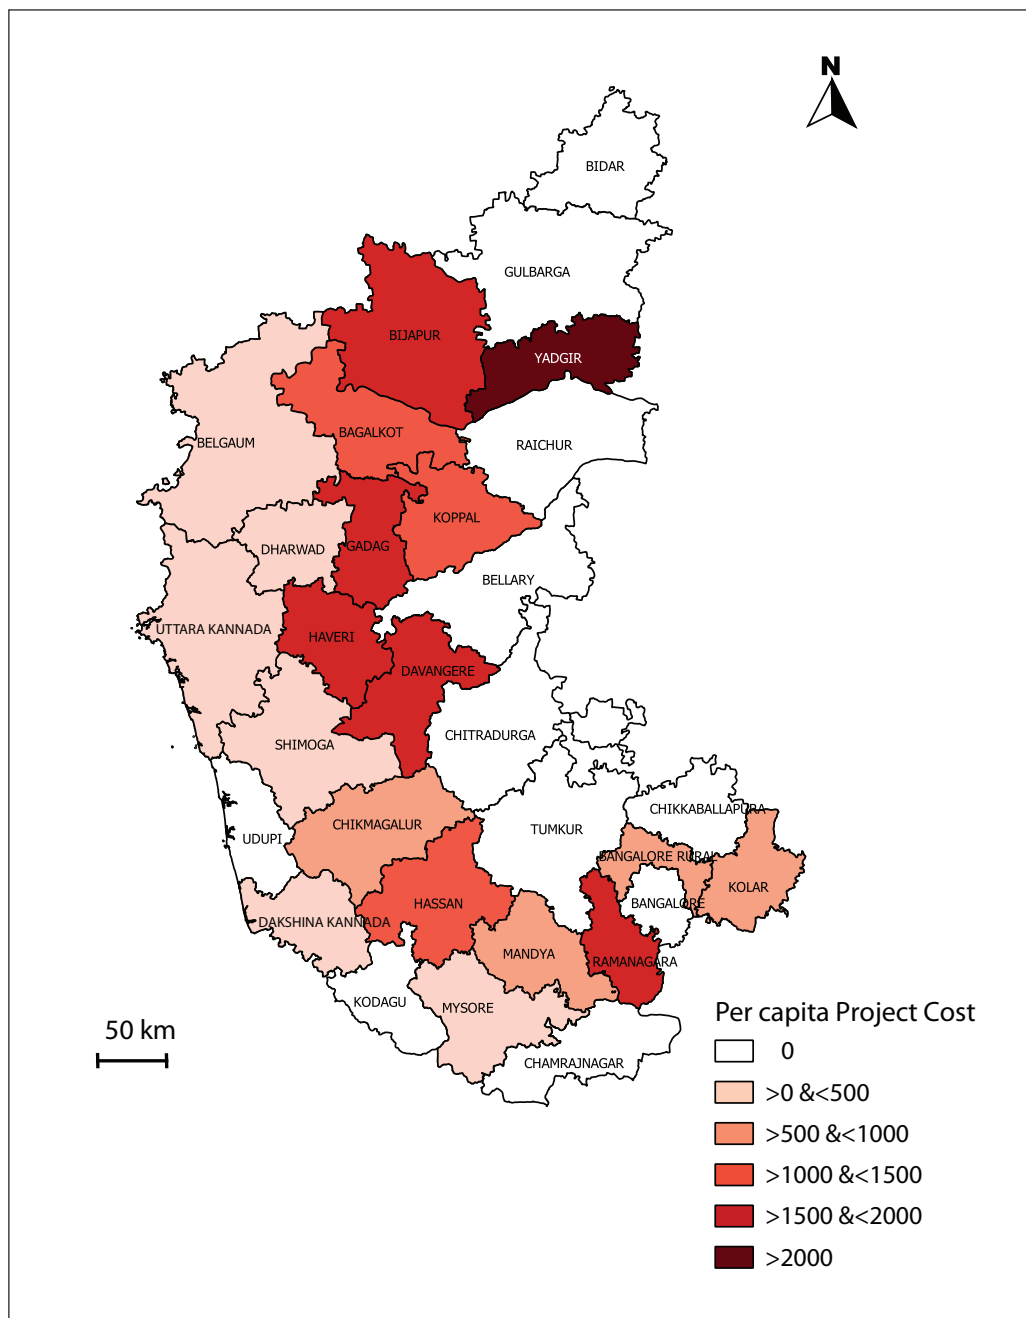 N
BIDAR
GULBARGA
BIJAPUR
YADGIR
BAGALKOT
BELGAUM
RAICHUR
KOPPAL
GADAG
DHARWAD
BELLARY
UTTARA KANNADA
HAVERI
DAVANGERE
CHITRADURGA
SHIMOGA
CHIKKABALLAPURA
CHIKMAGALUR
TUMKUR
UDUPI
BANGALORE RURAL
KOLAR
HASSAN
BANGALORE
DAKSHINA KANNADA
MANDYA
RAMANAGARA
KODAGU
MYSORE
CHAMRAJNAGAR
50 km
Per capita Project Cost
0
>0 &<500
>500 &<1000
>1000 &<1500
>1500 &<2000
>2000